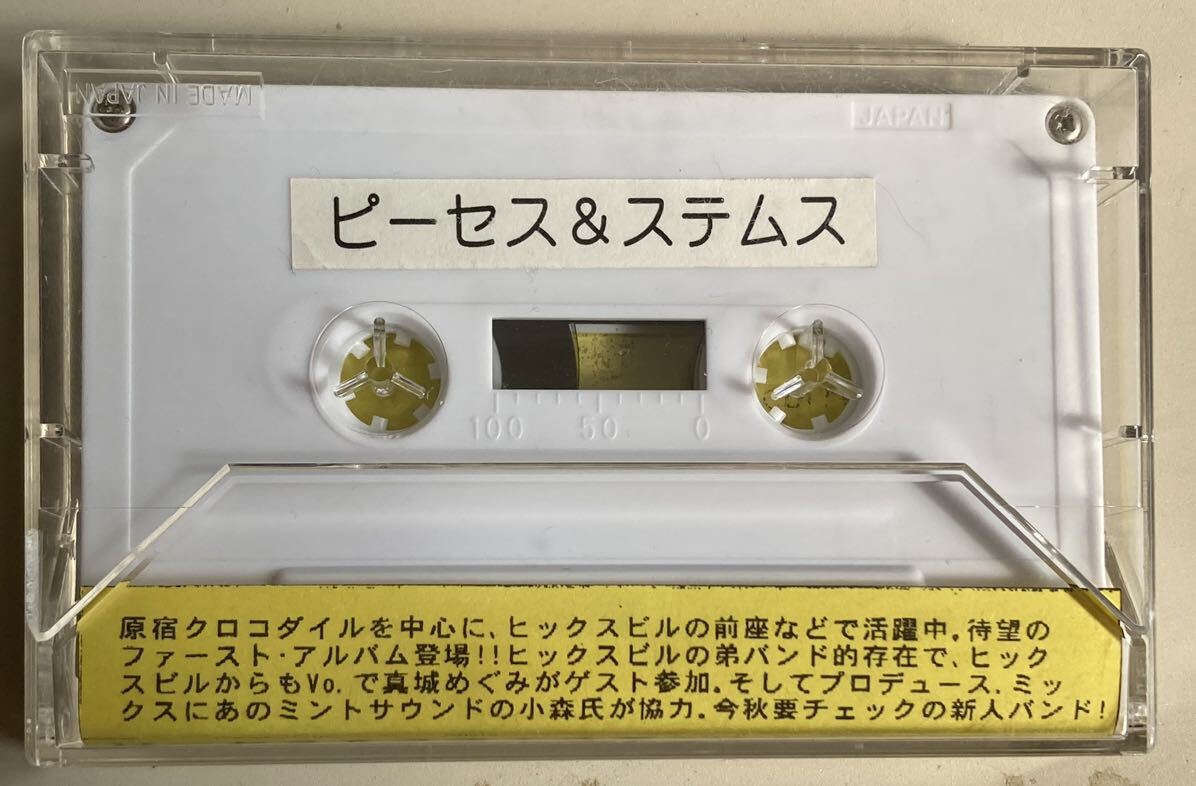 MADE IN JAPAN
JAPAN
ピーセス&ステムス
100 50 0
原宿クロコダイルを中心に、ヒックスビルの前座などで活躍中。待望の
ファースト・アルバム登場!!ヒックスビルの弟バンド的存在で、ヒック
スビルからもVo.で真城めぐみがゲスト参加。そしてプロデュース、ミッ
クスにあのミントサウンドの小森氏が協力。今秋要チェックの新人バンド!